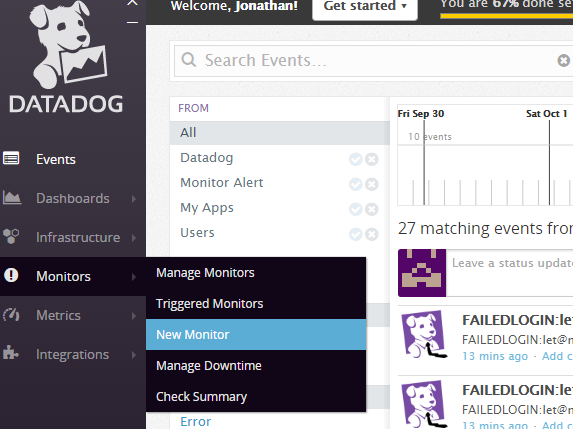 Welcome, Jonathan!
Get started
You are 67% done se
Search Events...
DATADOG
FROM
All
Datadog
Monitor Alert
My Apps
Users
Error
Events
Dashboards
Infrastructure
Monitors
Metrics
Integrations
Manage Monitors
Triggered Monitors
New Monitor
Manage Downtime
Check Summary
Fri Sep 30
Sat Oct 1
10 events
27 matching events from
Leave a status update
FAILEDLOGIN:le
FAILEDLOGIN:let@n
13 mins ago · Add c
FAILEDLOGIN:le
FAILEDLOGIN:let@n
13 mins ago · Add c